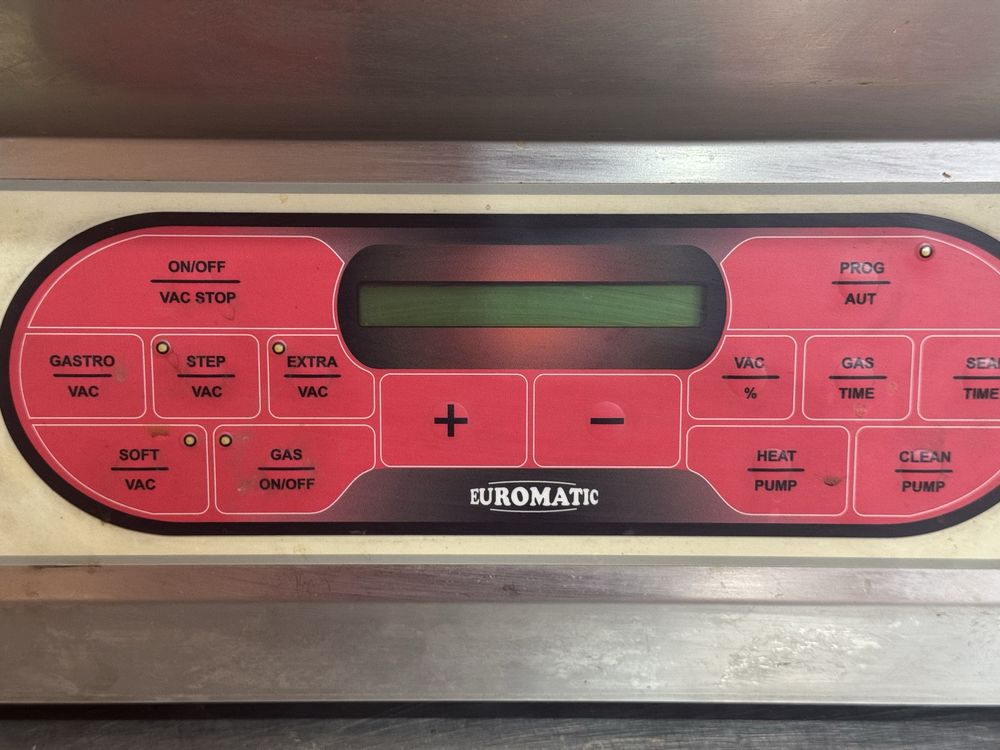 ON/OFF
VAC STOP
PROG
AUT
GASTRO
VAC
STEP
VAC
EXTRA
VAC
VAC
%
GAS
TIME
TIME
+
-
SOFT
VAC
GAS
ON/OFF
HEAT
PUMP
CLEAN
PUMP
EUROMATIC